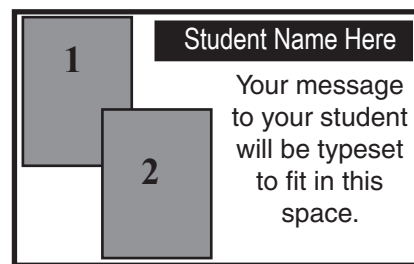 1
2
Student Name Here
Your message
to your student
will be typeset
to fit in this
space.